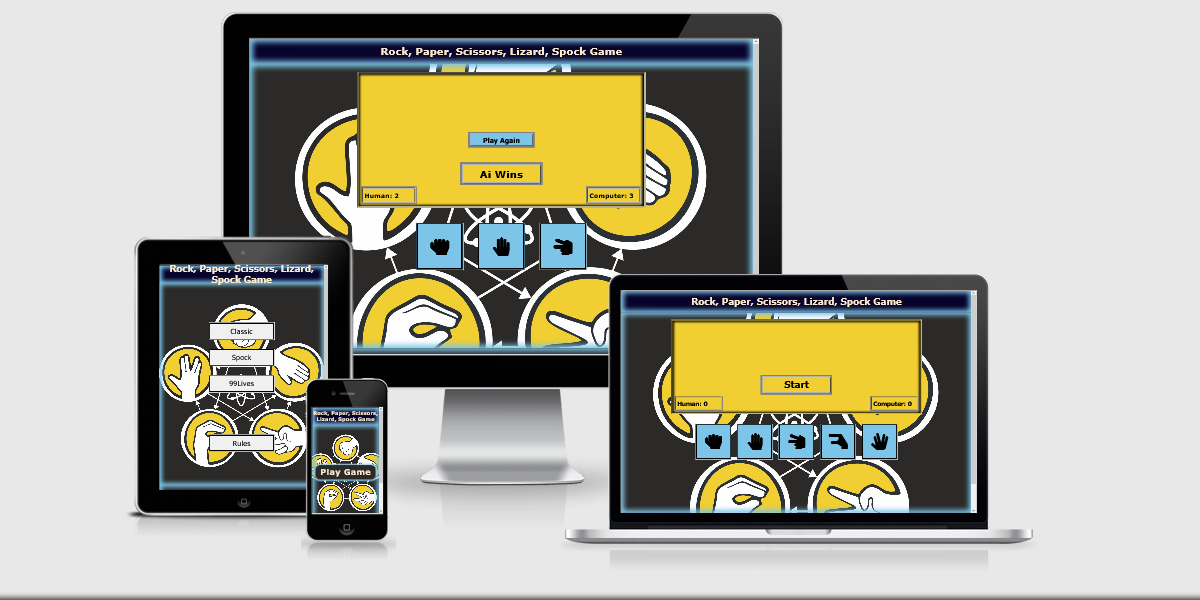 Rock, Paper, Scissors, Lizard, Spock Game
Play Again
Ai Wins
Human: 2
Computer: 3
Rock, Paper, Scissors, Lizard,
Spock Game
Classic
Spock
99Lives
Rules
Rock, Paper, Scissors,
Lizard, Spock Game
Play Game
Rock, Paper, Scissors, Lizard, Spock Game
Start
Human: 0
Computer: 0